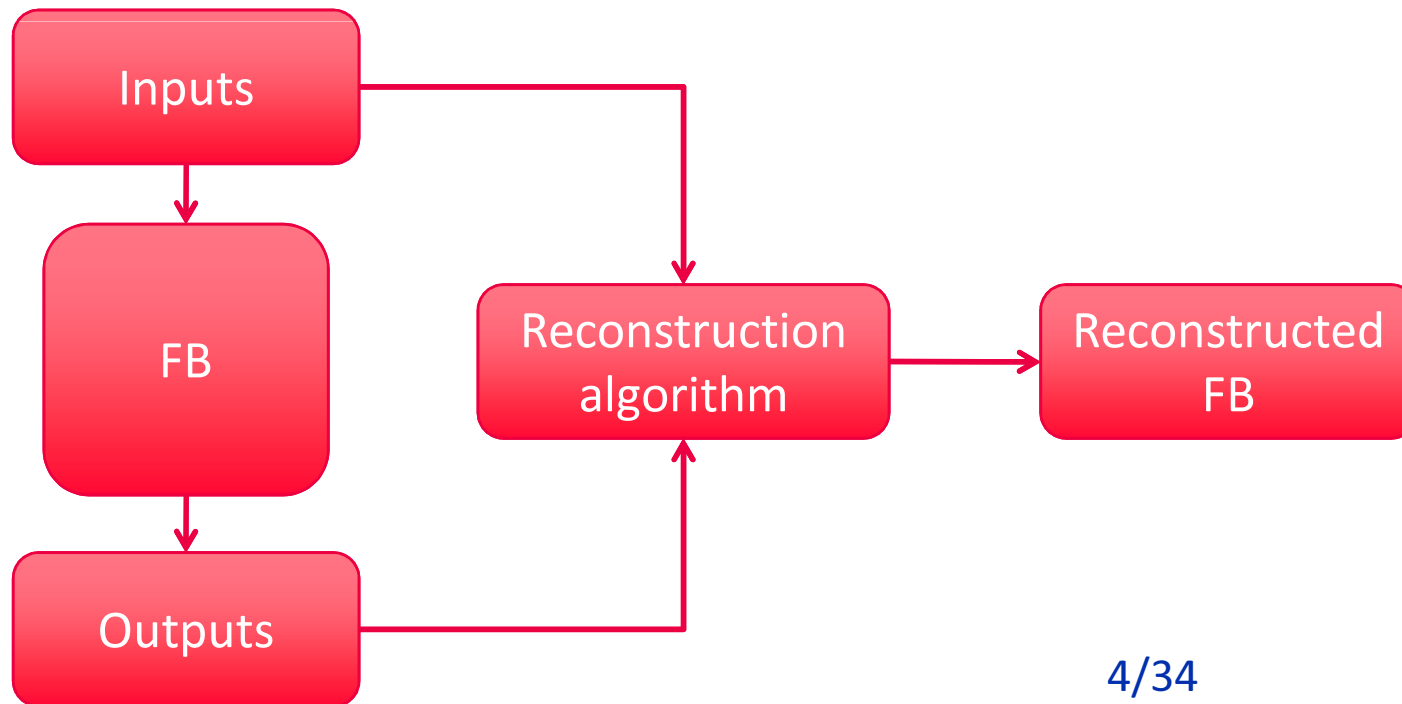 Inputs
FB
Outputs
Reconstruction
algorithm
Reconstructed
FB
4/34